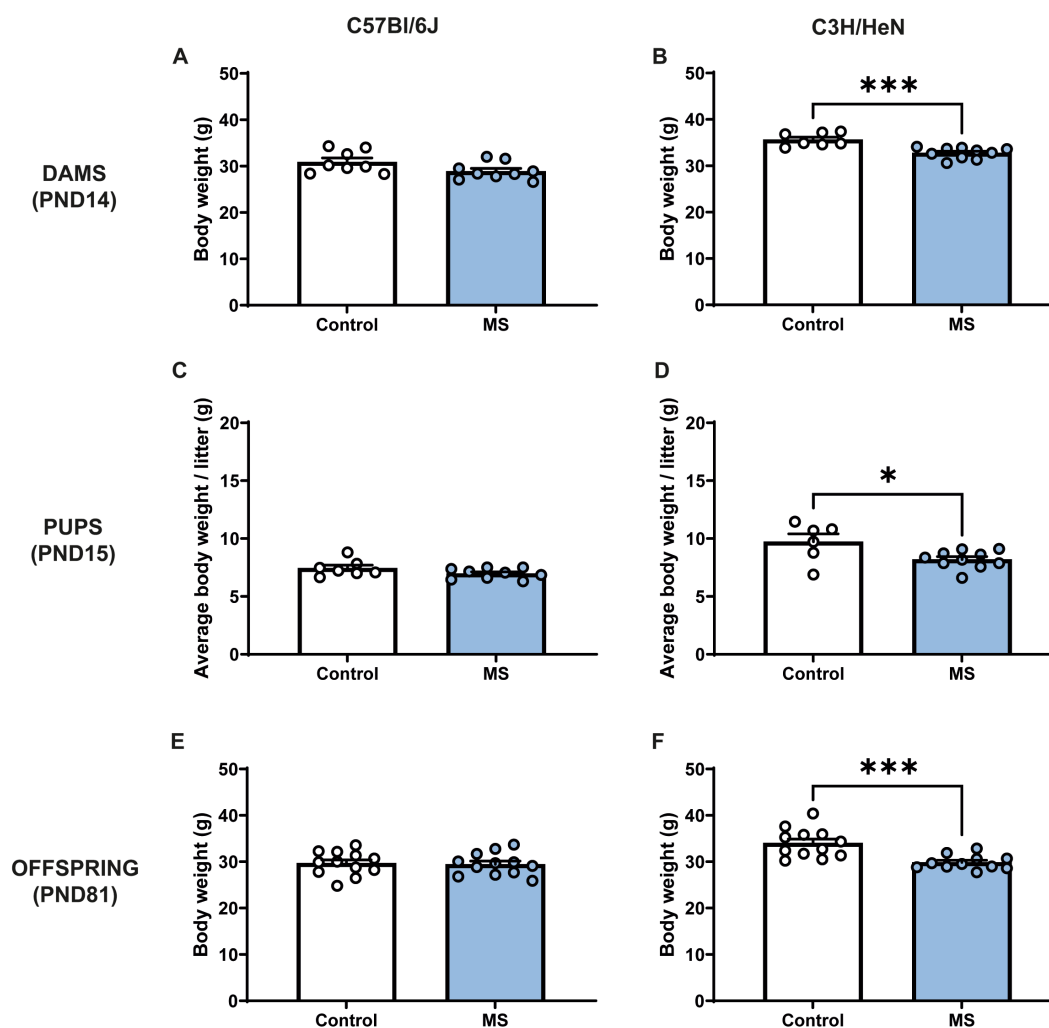 C57Bl/6J
C3H/HeN
DAMS
(PND14)
A
Body weight (g)
50
40
30
20
10
0
Control
MS
B
Body weight (g)
50
40
30
20
10
0
***
Control
MS
PUPS
(PND15)
C
Average body weight / litter (g)
20
15
10
5
0
Control
MS
D
Average body weight / litter (g)
20
15
10
5
0
*
Control
MS
OFFSPRING
(PND81)
E
Body weight (g)
50
40
30
20
10
0
Control
MS
F
Body weight (g)
50
40
30
20
10
0
***
Control
MS